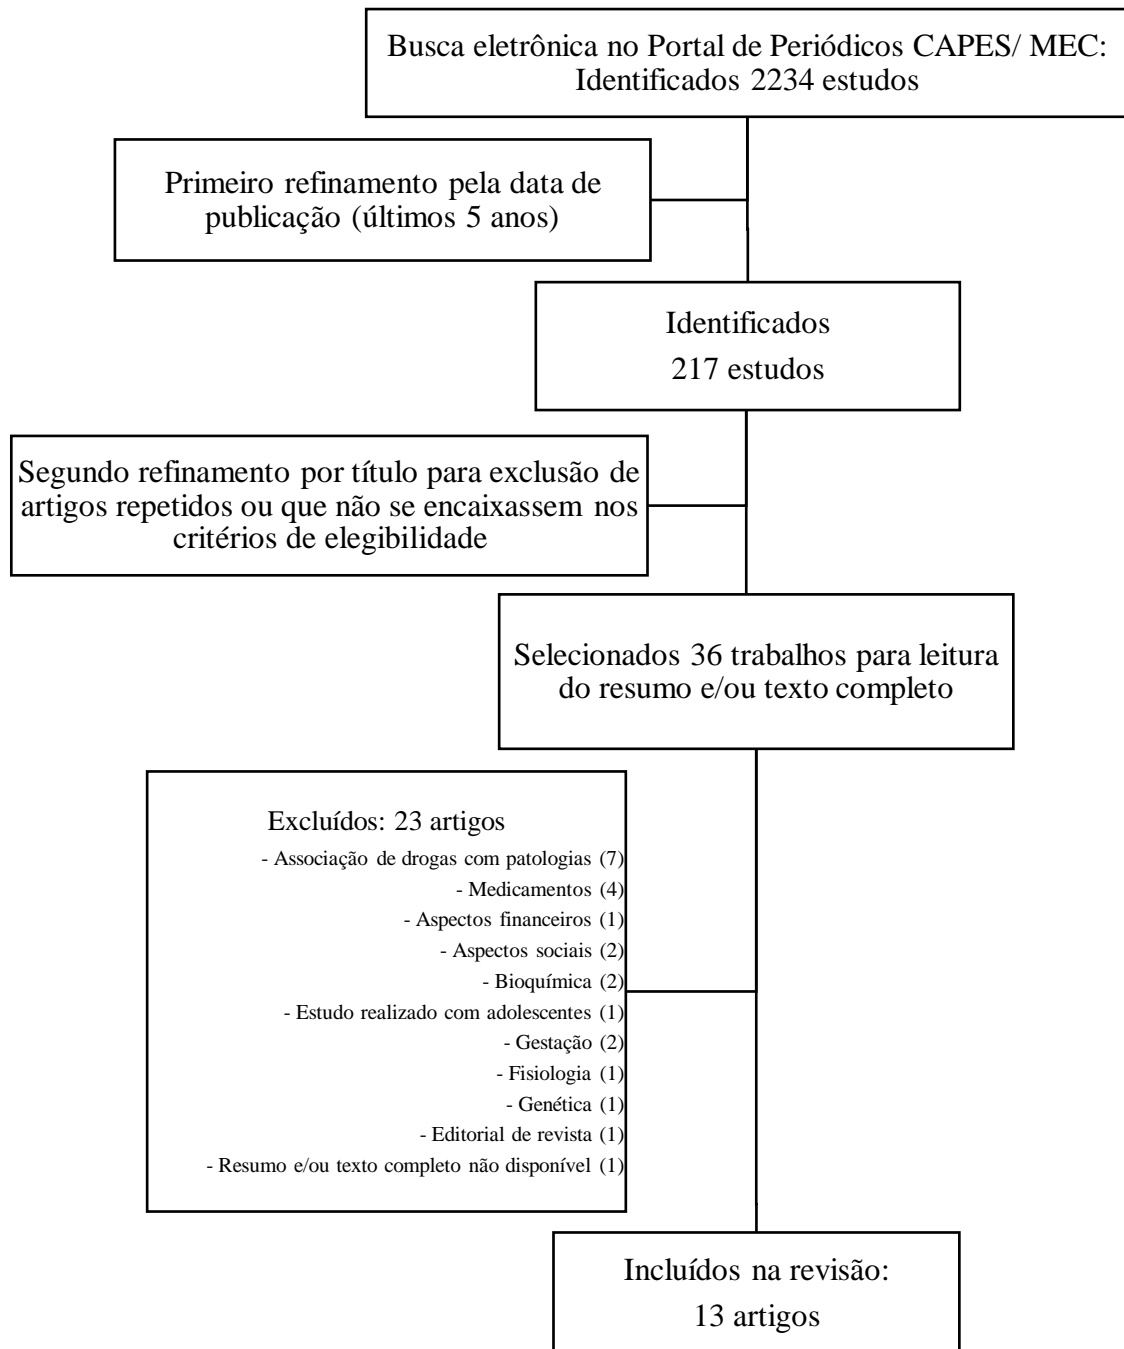 Busca eletrônica no Portal de Periódicos CAPES/ MEC:
Identificados 2234 estudos
Primeiro refinamento pela data de
publicação (últimos 5 anos)
Identificados
217 estudos
Segundo refinamento por título para exclusão de
artigos repetidos ou que não se encaixassem nos
critérios de elegibilidade
Selecionados 36 trabalhos para leitura
do resumo e/ou texto completo
Excluídos: 23 artigos
- Associação de drogas com patologias (7)
- Medicamentos (4)
- Aspectos financeiros (1)
- Aspectos sociais (2)
- Bioquímica (2)
- Estudo realizado com adolescentes (1)
- Gestação (2)
- Fisiologia (1)
- Genética (1)
- Editorial de revista (1)
- Resumo e/ou texto completo não disponível (1)
Incluídos na revisão:
13 artigos